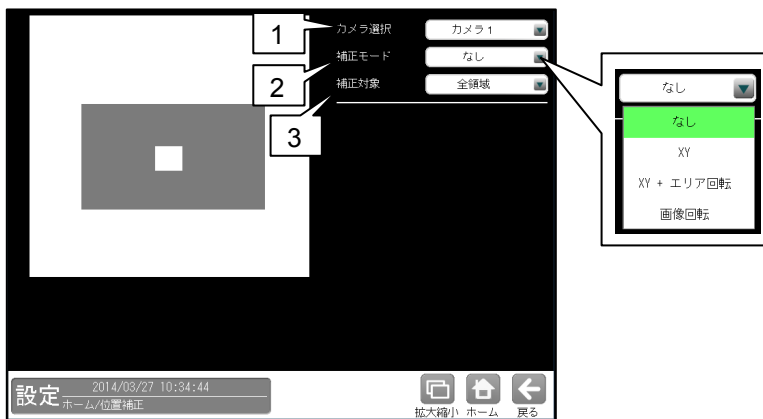 1
カメラ選択
カメラ1
2
補正モード
なし
3
補正対象
全領域
なし
なし
XY
XY + エリア回転
画像回転
設定
2014/03/27 10:34:44
ホーム/位置補正
拡大縮小
ホーム
戻る